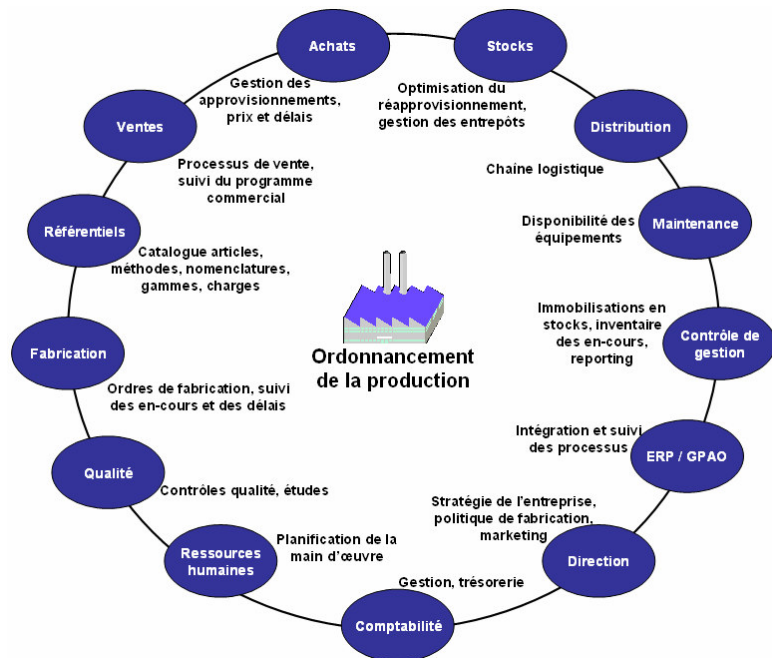 Achats
Stocks
Gestion des
approvisionnements,
prix et délais
Optimisation du
réapprovisionnement,
gestion des entrepôts
Ventes
Distribution
Processus de vente,
suivi du programme
commercial
Chaîne logistique
Référentiels
Maintenance
Disponibilité des
équipements
Catalogue articles,
méthodes, nomenclatures,
gammes, charges
Immobilisations en
stocks, inventaire
des en-cours,
reporting
Contrôle de
gestion
Fabrication
Ordonnancement
de la production
Ordres de fabrication, suivi
des en-cours et des délais
Intégration et suivi
des processus
ERP / GPAO
Qualité
Contrôles qualité, études
Stratégie de l'entreprise,
politique de fabrication,
marketing
Ressources
humaines
Planification de la
main d'œuvre
Direction
Gestion, trésorerie
Comptabilité